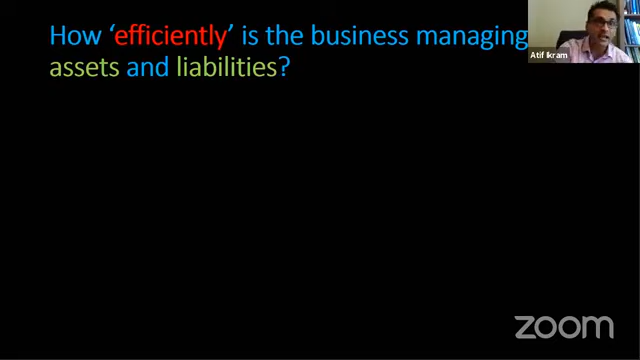 How ‘efficiently’ is the business managing
assets and liabilities?
Atif Ikram
zoom